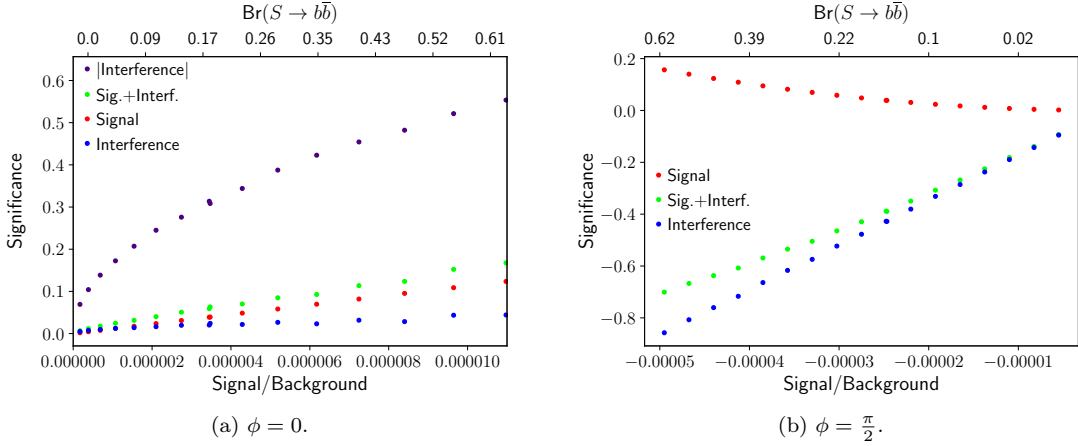 Br(S → bb̅)
0.0 0.09 0.17 0.26 0.35 0.43 0.52 0.61
0.6
0.5
0.4
0.3
0.2
0.1
0.0
Significance
|Interference|
Sig.+Interf.
Signal
Interference
0.000000 0.000002 0.000004 0.000006 0.000008 0.000010
Signal/Background
(a) ϕ = 0.
Br(S → bb̅)
0.62 0.39 0.22 0.1 0.02
0.2
0.0
−0.2
−0.4
−0.6
−0.8
Significance
Signal
Sig.+Interf.
Interference
−0.00005 −0.00004 −0.00003 −0.00002 −0.00001
Signal/Background
(b) ϕ = π/2.